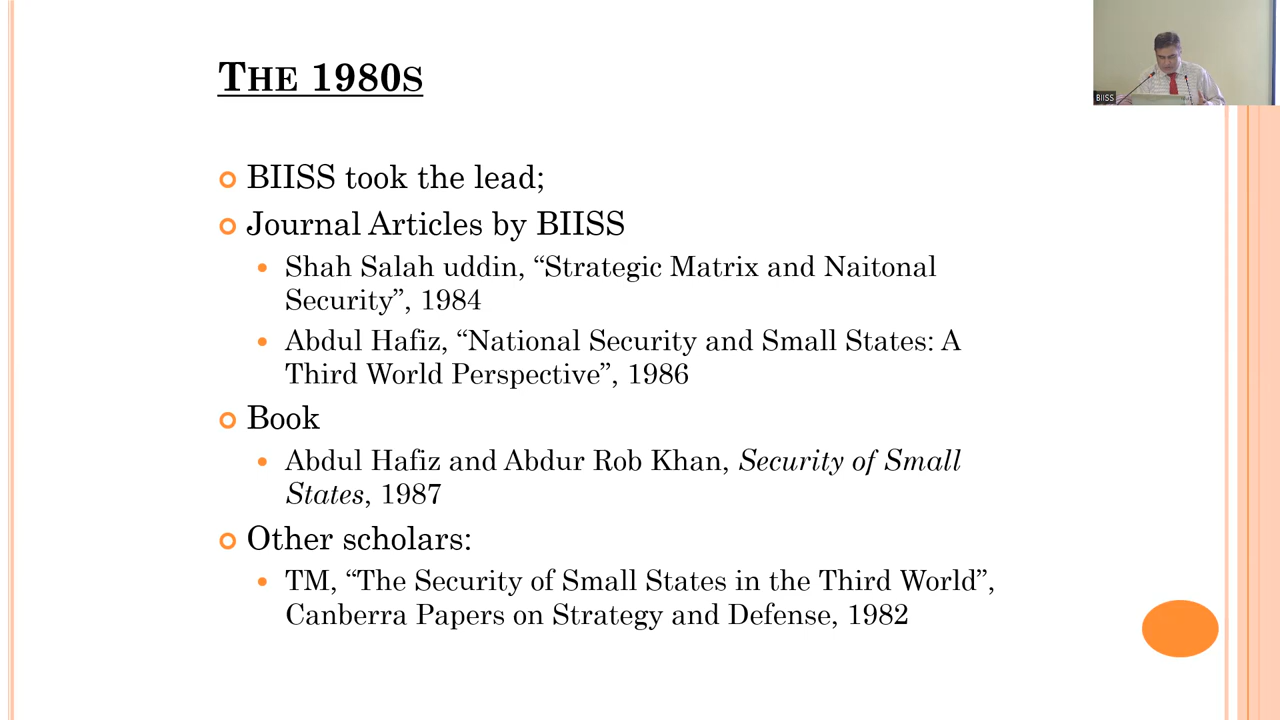 THE 1980S
BIISS
BIISS took the lead;
Journal Articles by BIISS
Shah Salah uddin, “Strategic Matrix and Naitonal
Security”, 1984
Abdul Hafiz, “National Security and Small States: A
Third World Perspective”, 1986
Book
Abdul Hafiz and Abdur Rob Khan, Security of Small
States, 1987
Other scholars:
TM, “The Security of Small States in the Third World”,
Canberra Papers on Strategy and Defense, 1982